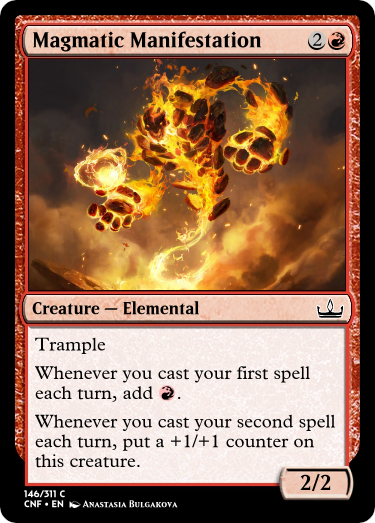 Magmatic Manifestation 2
Creature — Elemental
Trample
Whenever you cast your first spell
each turn, add .
Whenever you cast your second spell
each turn, put a +1/+1 counter on
this creature.
2/2
146/311 C
CNF • EN Anastasia Bulgakova